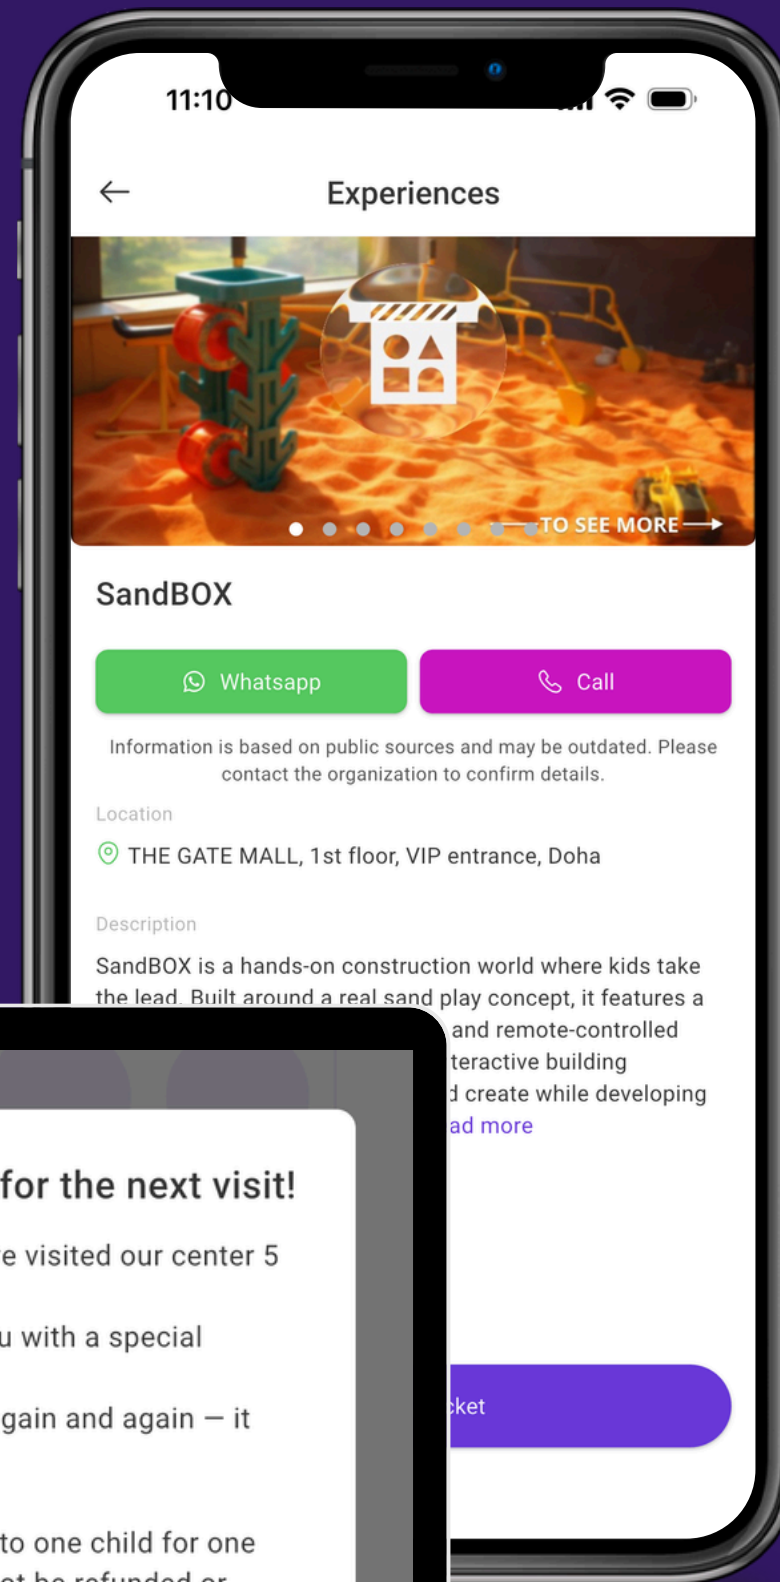 11:10
Experiences
TO SEE MORE
SandBOX
Whatsapp
Call
Information is based on public sources and may be outdated. Please
contact the organization to confirm details.
Location
THE GATE MALL, 1st floor, VIP entrance, Doha
Description
SandBOX is a hands-on construction world where kids take
the lead. Built around a real sand play concept, it features a
and remote-controlled
building
create while developing
more
for the next visit!
visited our center 5
with a special
and again — it
to one child for one
be refunded or